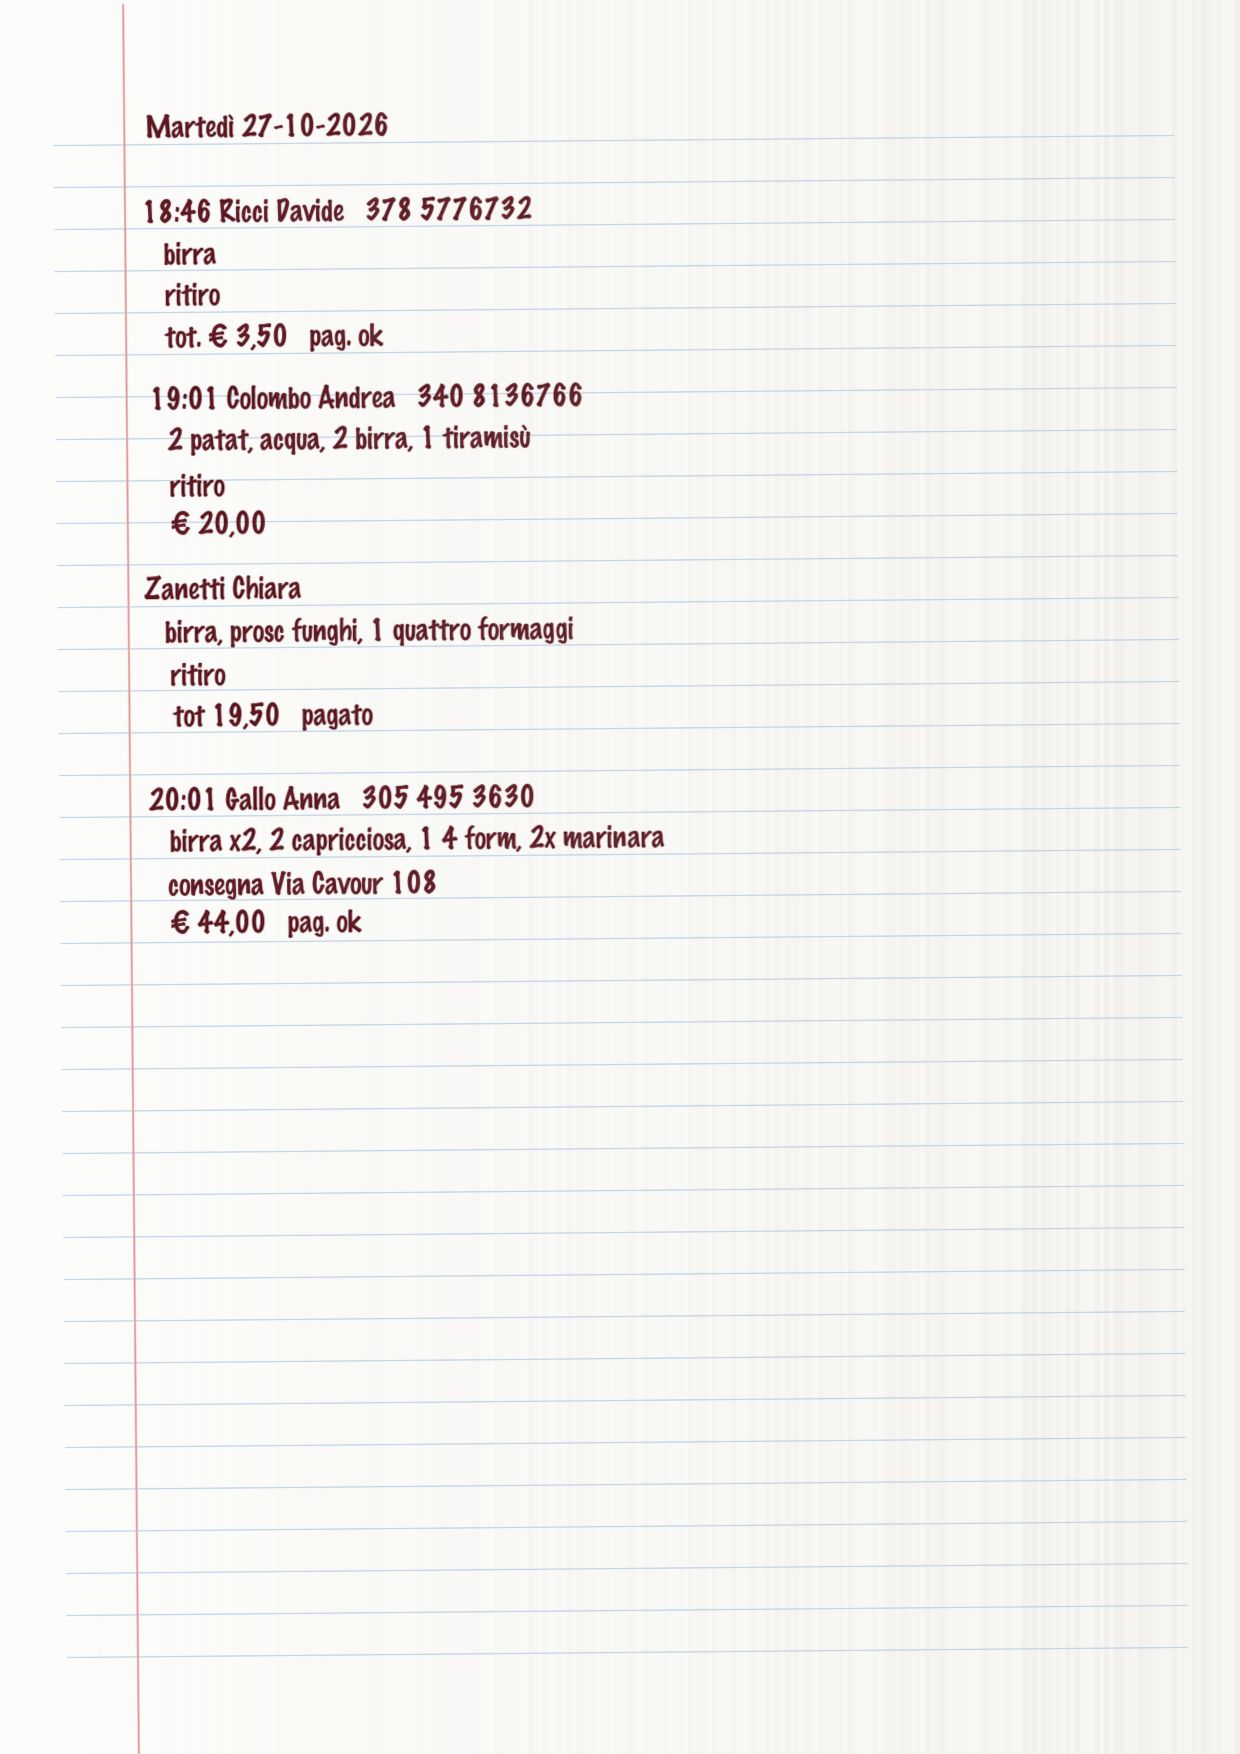 Martedì 27-10-2026
18:46 Ricci Davide 378 5776732
birra
ritiro
tot. € 3,50 pag. ok
19:01 Colombo Andrea 340 8136766
2 patat, acqua, 2 birra, 1 tiramisù
ritiro
€ 20,00
Zanetti Chiara
birra, prosc funghi, 1 quattro formaggi
ritiro
tot 19,50 pagato
20:01 Gallo Anna 305 495 3630
birra x2, 2 capricciosa, 1 4 form, 2x marinara
consegna Via Cavour 108
€ 44,00 pag. ok